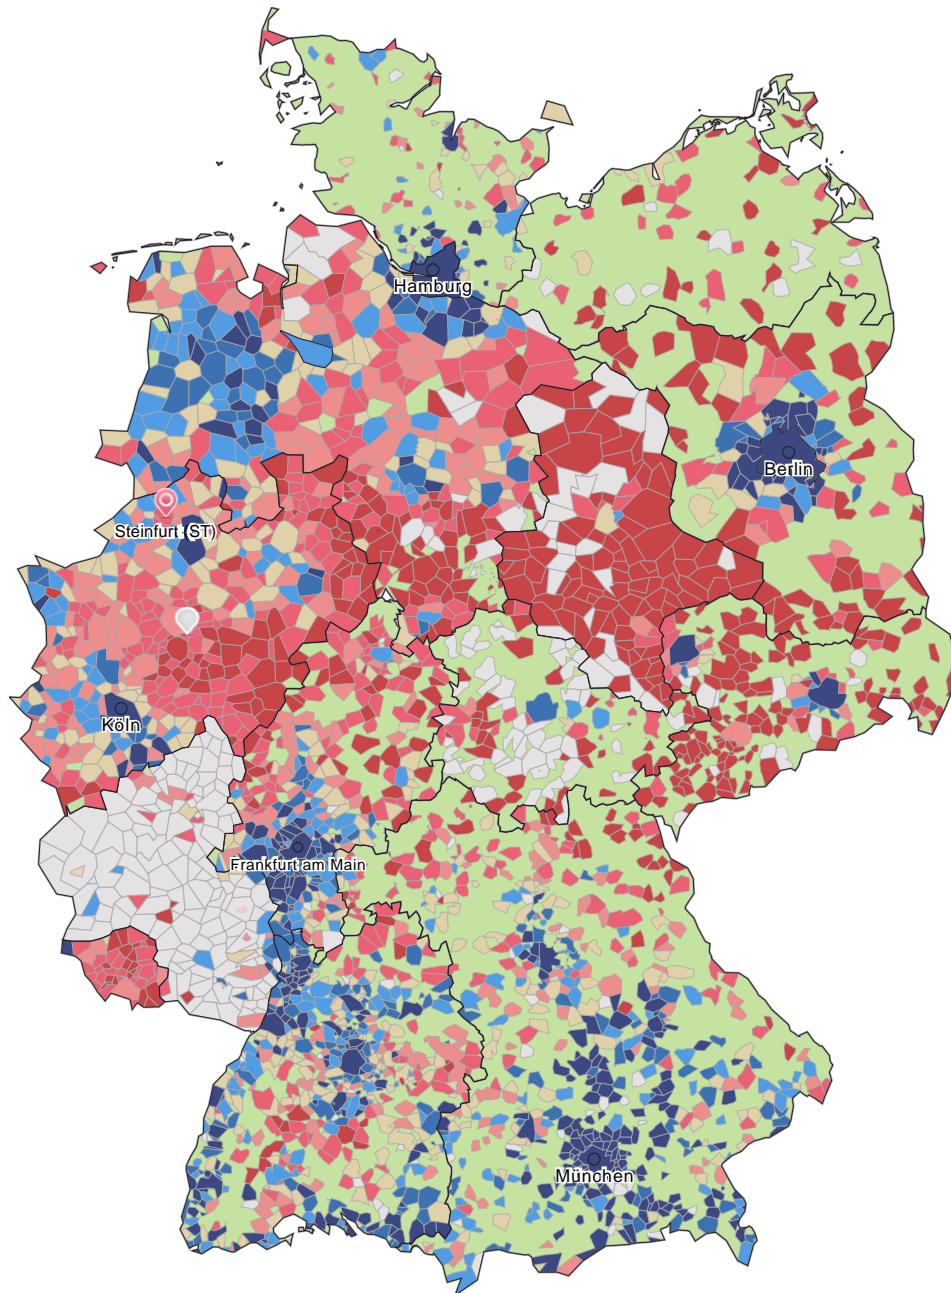 Hamburg
Berlin
Steinfurt (ST)
Köln
Frankfurt am Main
München